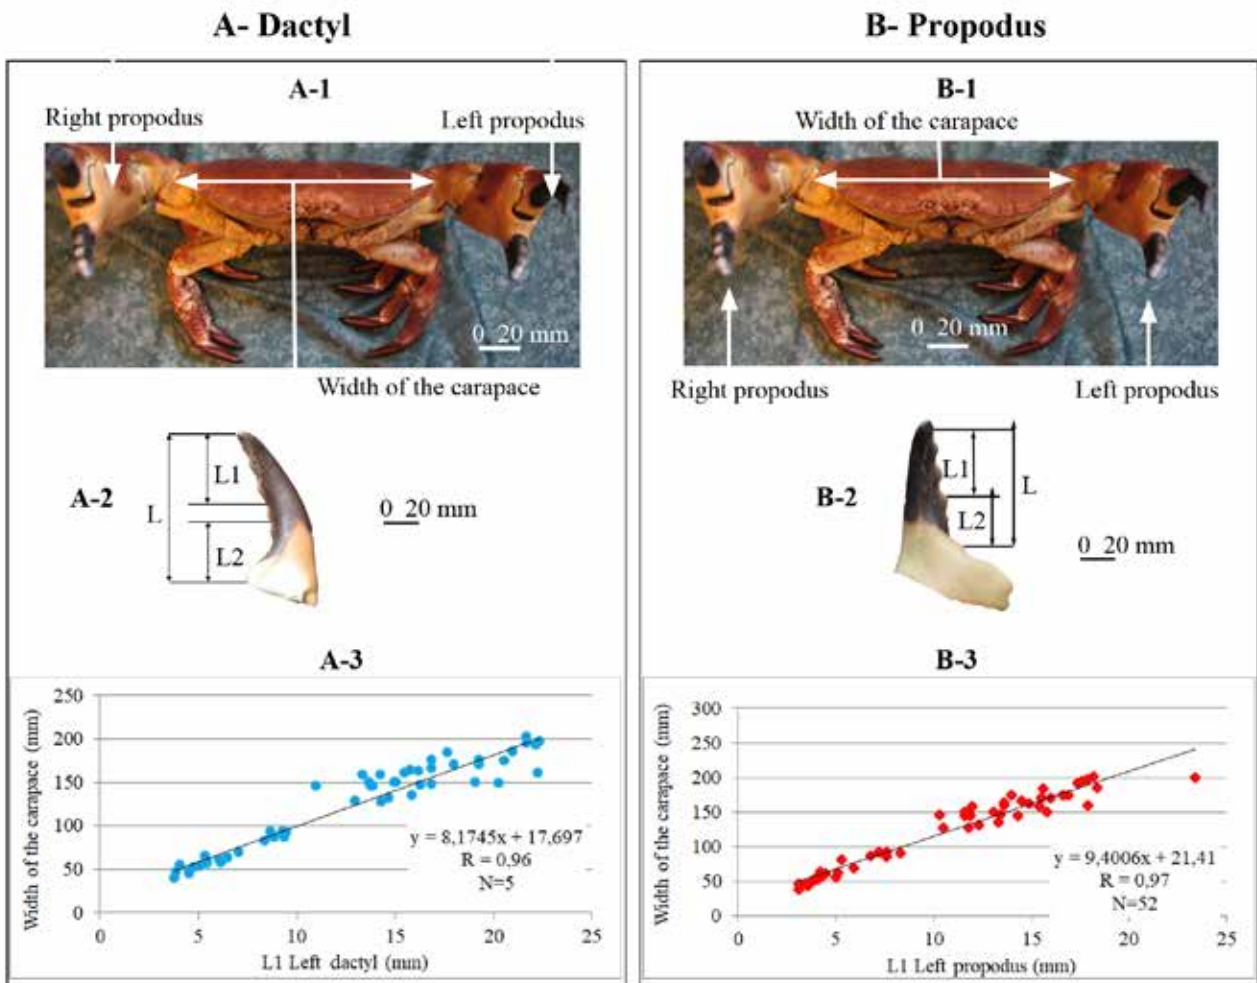 A- Dactyl
A-1
Right propodus
Left propodus
0 20 mm
Width of the carapace
A-2
L
L1
L2
0 20 mm
A-3
Width of the carapace (mm)
250
200
150
100
50
0
y = 8,1745x + 17,697
R = 0,96
N=5
0 5 10 15 20 25
L1 Left dactyl (mm)
B- Propodus
B-1
Width of the carapace
0 20 mm
Right propodus
Left propodus
B-2
L1
L
L2
0 20 mm
B-3
Width of the carapace (mm)
300
250
200
150
100
50
0
y = 9,4006x + 21,41
R = 0,97
N=52
0 5 10 15 20 25
L1 Left propodus (mm)